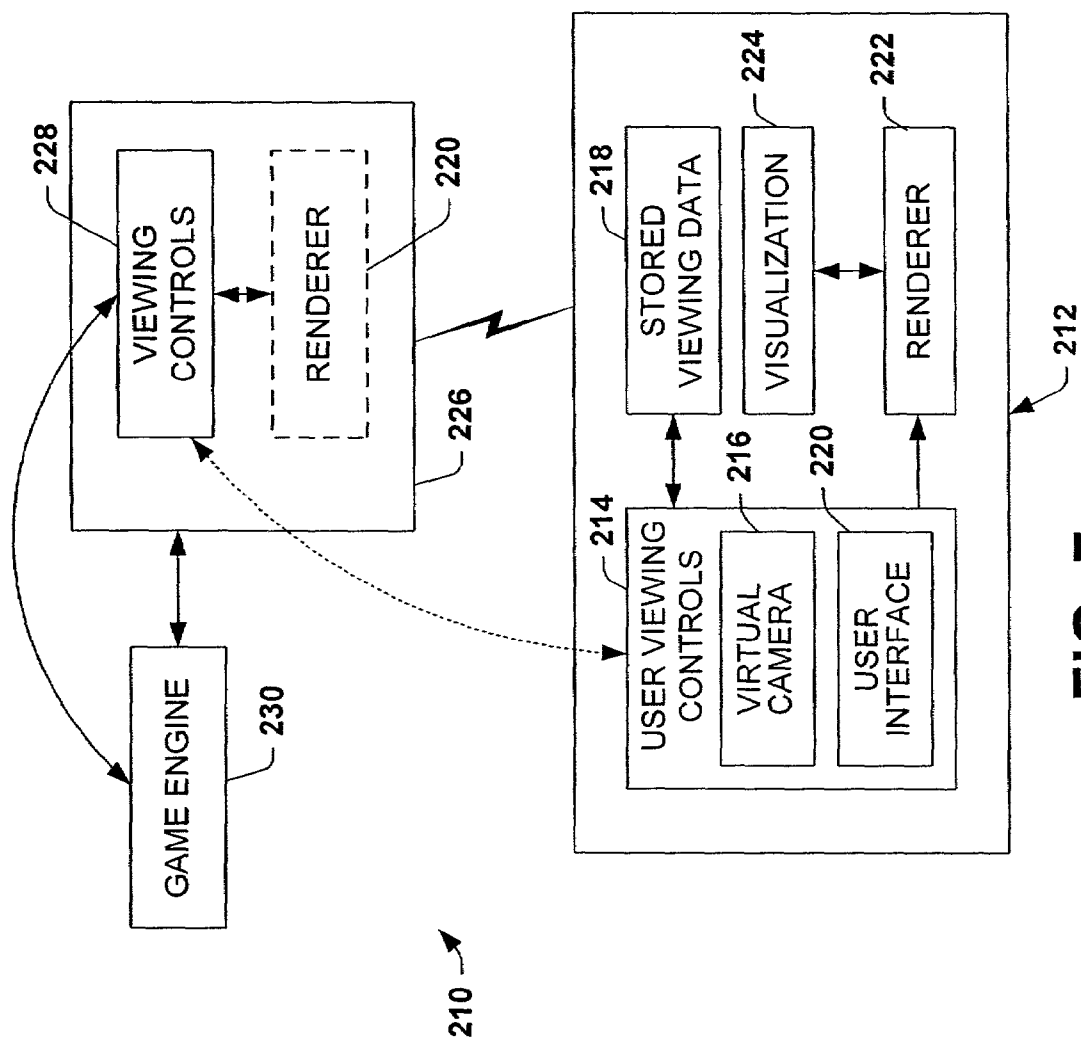 228
VIEWING
CONTROLS
GAME ENGINE
230
RENDERER
220
226
210
214
218
USER VIEWING
CONTROLS
STORED
VIEWING DATA
216
224
VIRTUAL
CAMERA
VISUALIZATION
220
222
USER
INTERFACE
RENDERER
212